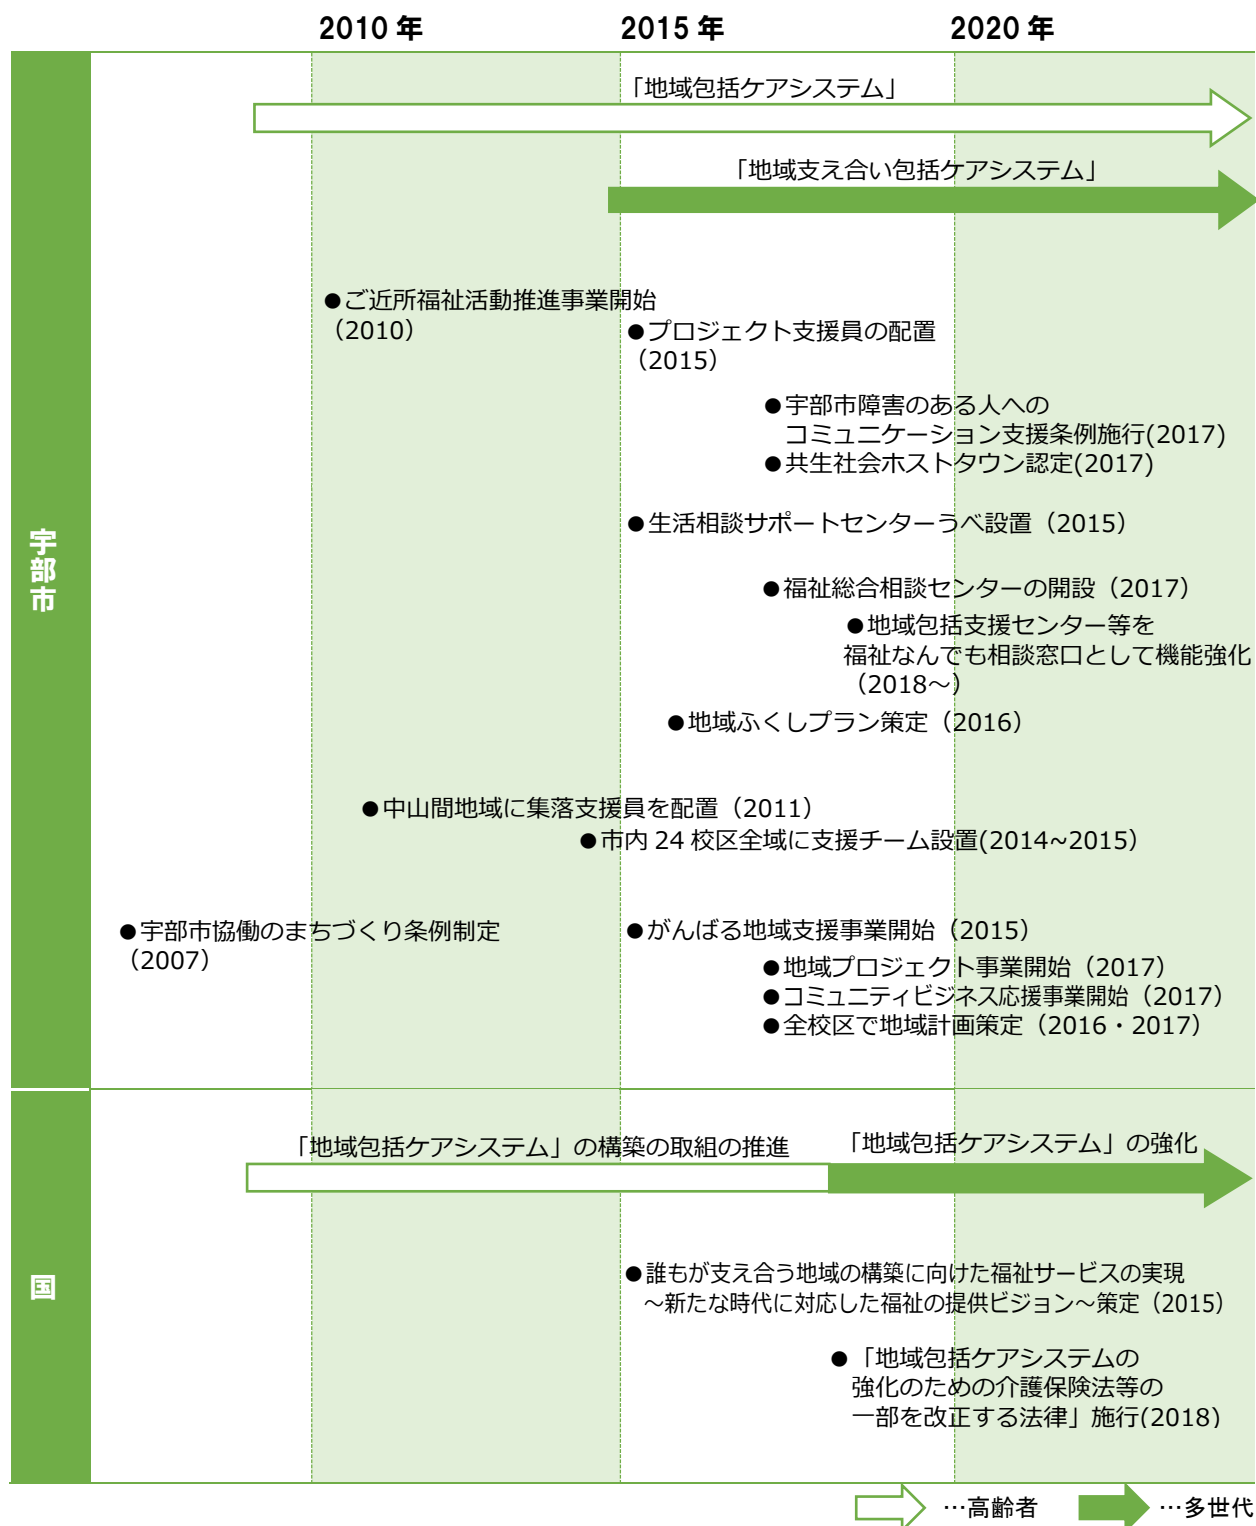 2010 年
2015 年
2020 年
「地域包括ケアシステム」
「地域支え合い包括ケアシステム」
宇部市
●ご近所福祉活動推進事業開始
（2010）
●プロジェクト支援員の配置
（2015）
●宇部市障害のある人への
コミュニケーション支援条例施行(2017)
●共生社会ホストタウン認定(2017)
●生活相談サポートセンターうべ設置（2015）
●福祉総合相談センターの開設（2017）
●地域包括支援センター等を
福祉なんでも相談窓口として機能強化
（2018～）
●地域ふくしプラン策定（2016）
●中山間地域に集落支援員を配置（2011）
●市内 24 校区全域に支援チーム設置(2014~2015）
●宇部市協働のまちづくり条例制定
（2007）
●がんばる地域支援事業開始（2015）
●地域プロジェクト事業開始（2017）
●コミュニティビジネス応援事業開始（2017）
●全校区で地域計画策定（2016・2017）
国
「地域包括ケアシステム」の構築の取組の推進
「地域包括ケアシステム」の強化
●誰もが支え合う地域の構築に向けた福祉サービスの実現
～新たな時代に対応した福祉の提供ビジョン～策定（2015）
●「地域包括ケアシステムの
強化のための介護保険法等の
一部を改正する法律」施行(2018)
…高齢者
…多世代